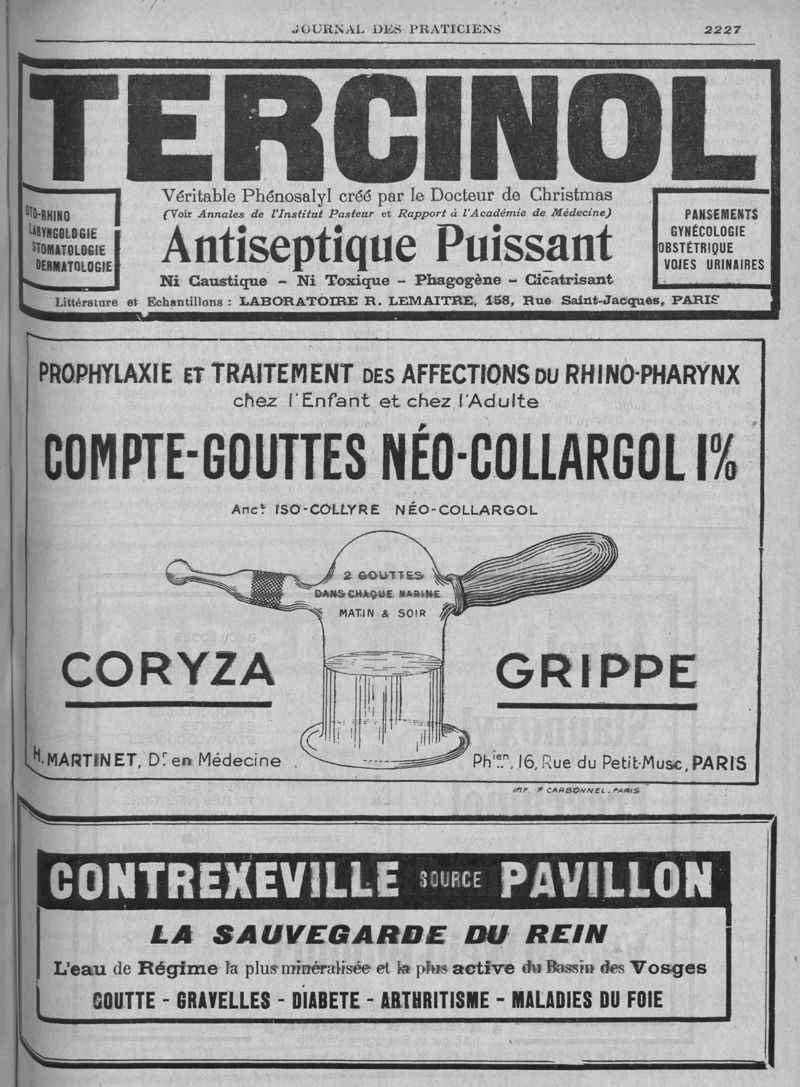 JOURNAL DES PRATICIENS 2227
TERCINOL
Véritable Phénosalyl créé par le Docteur de Christmas
(Voir Annales de l'Institut Pasteur et Rapport à l'Académie de Médecine)
OTO-RHINO
LARYNGOLOGIE
STOMATOLOGIE
DERMATOLOGIE
Antiseptique Puissant
PANSEMENTS
GYNÉCOLOGIE
OBSTÉTRIQUE
VOIES URINAIRES
Ni Caustique - Ni Toxique - Phagogène - Cicatrisant
Littérature et Echantillons : LABORATOIRE R. LEMAITRE, 158, Rue Saint-Jacques, PARIS
PROPHYLAXIE ET TRAITEMENT DES AFFECTIONS DU RHINO-PHARYNX
chez l'Enfant et chez l'Adulte
COMPTE-GOUTTES NÉO-COLLARGOL 1%
Anct ISO-COLLYRE NÉO-COLLARGOL
2 GOUTTES
DANS CHAQUE NARINE
MATIN & SOIR
CORYZA GRIPPE
H. MARTINET, Dr en Médecine Phien, 16, Rue du Petit-Musc, PARIS
IMP. F CARBONNEL-PARIS
CONTREXEVILLE SOURCE PAVILLON
LA SAUVEGARDE DU REIN
L'eau de Régime la plus minéralisée et la plus active du Bassin des Vosges
GOUTTE - GRAVELLES - DIABETE - ARTHRITISME - MALADIES DU FOIE